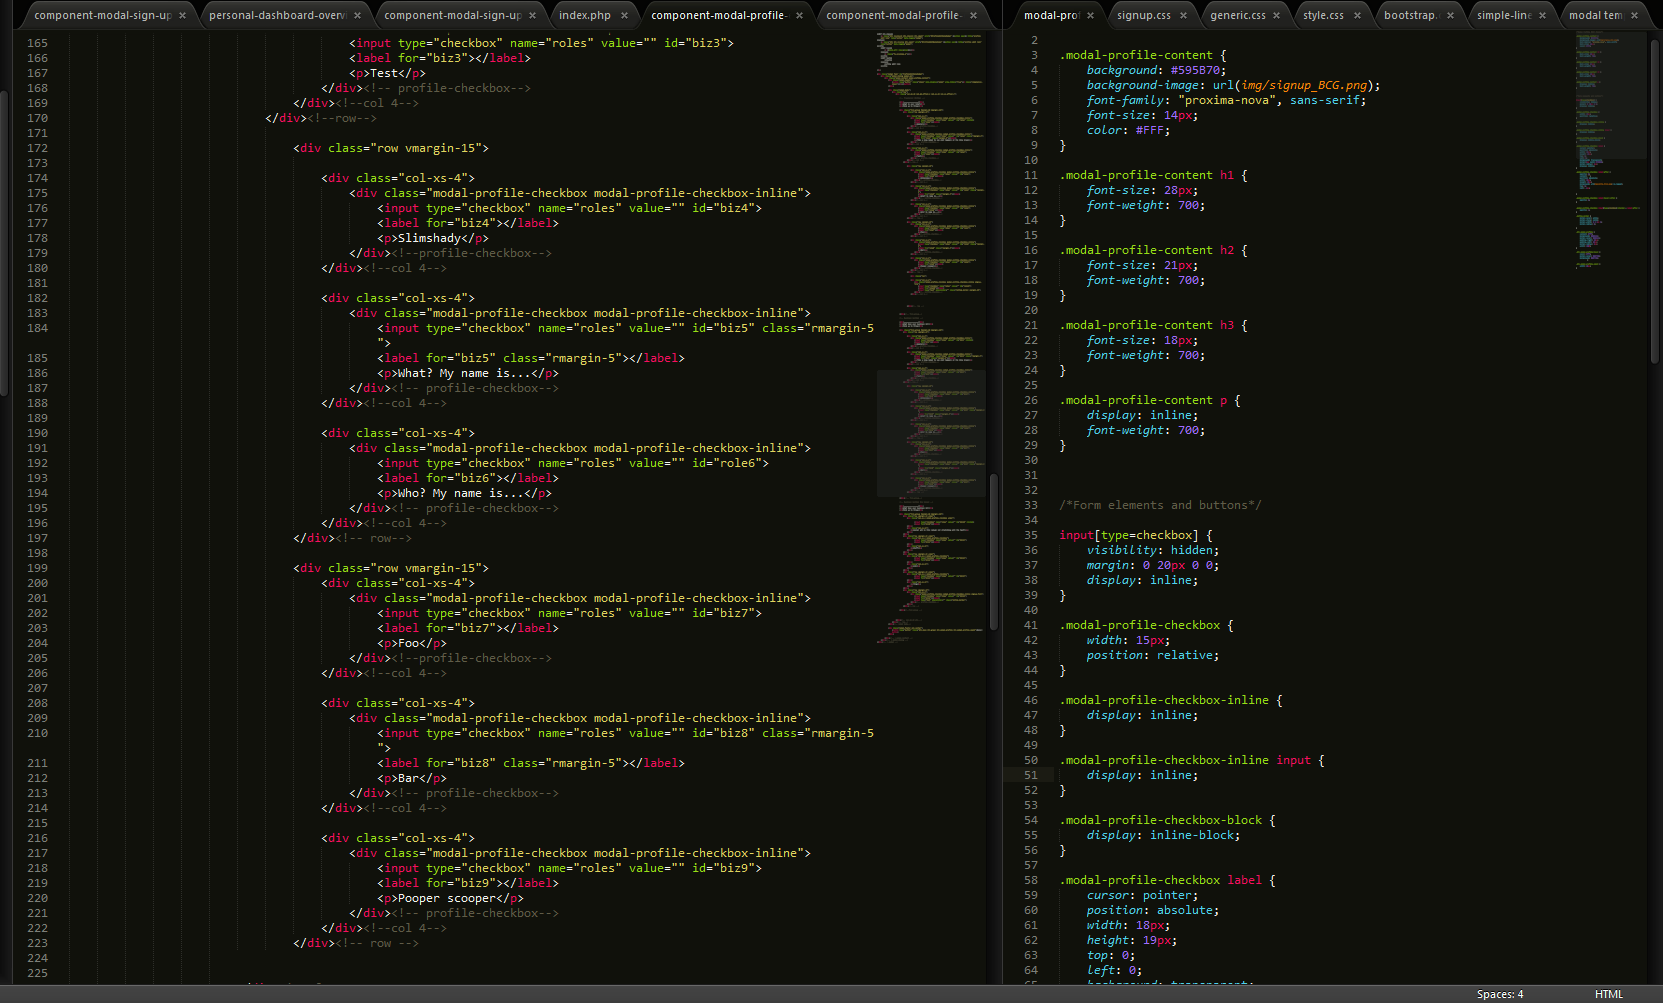 component-modal-sign-up × personal-dashboard-overvi × component-modal-sign-up × index.php × component-modal-profile- × component-modal-profile- ×
165 <input type="checkbox" name="roles" value="" id="biz3">
166 <label for="biz3"></label>
167 <p>Test</p>
168 </div><!-- profile-checkbox-->
169 </div><!--col 4-->
170 </div><!--row-->
171
172 <div class="row vmargin-15">
173
174 <div class="col-xs-4">
175 <div class="modal-profile-checkbox modal-profile-checkbox-inline">
176 <input type="checkbox" name="roles" value="" id="biz4">
177 <label for="biz4"></label>
178 <p>Slimshady</p>
179 </div><!--profile-checkbox-->
180 </div><!--col 4-->
181
182 <div class="col-xs-4">
183 <div class="modal-profile-checkbox modal-profile-checkbox-inline">
184 <input type="checkbox" name="roles" value="" id="biz5" class="rmargin-5
">
185 <label for="biz5" class="rmargin-5"></label>
186 <p>What? My name is...</p>
187 </div><!-- profile-checkbox-->
188 </div><!--col 4-->
189
190 <div class="col-xs-4">
191 <div class="modal-profile-checkbox modal-profile-checkbox-inline">
192 <input type="checkbox" name="roles" value="" id="role6">
193 <label for="biz6"></label>
194 <p>Who? My name is...</p>
195 </div><!-- profile-checkbox-->
196 </div><!--col 4-->
197 </div><!-- row-->
198
199 <div class="row vmargin-15">
200 <div class="col-xs-4">
201 <div class="modal-profile-checkbox modal-profile-checkbox-inline">
202 <input type="checkbox" name="roles" value="" id="biz7">
203 <label for="biz7"></label>
204 <p>Foo</p>
205 </div><!--profile-checkbox-->
206 </div><!--col 4-->
207
208 <div class="col-xs-4">
209 <div class="modal-profile-checkbox modal-profile-checkbox-inline">
210 <input type="checkbox" name="roles" value="" id="biz8" class="rmargin-5
">
211 <label for="biz8" class="rmargin-5"></label>
212 <p>Bar</p>
213 </div><!-- profile-checkbox-->
214 </div><!--col 4-->
215
216 <div class="col-xs-4">
217 <div class="modal-profile-checkbox modal-profile-checkbox-inline">
218 <input type="checkbox" name="roles" value="" id="biz9">
219 <label for="biz9"></label>
220 <p>Pooper scooper</p>
221 </div><!-- profile-checkbox-->
222 </div><!--col 4-->
223 </div><!-- row -->
224
225
modal-prof × signup.css × generic.css × style.css × bootstrap. × simple-line × modal tem ×
2
3 .modal-profile-content {
4 background: #595B70;
5 background-image: url(img/signup_BCG.png);
6 font-family: "proxima-nova", sans-serif;
7 font-size: 14px;
8 color: #FFF;
9 }
10
11 .modal-profile-content h1 {
12 font-size: 28px;
13 font-weight: 700;
14 }
15
16 .modal-profile-content h2 {
17 font-size: 21px;
18 font-weight: 700;
19 }
20
21 .modal-profile-content h3 {
22 font-size: 18px;
23 font-weight: 700;
24 }
25
26 .modal-profile-content p {
27 display: inline;
28 font-weight: 700;
29 }
30
31
32
33 /*Form elements and buttons*/
34
35 input[type=checkbox] {
36 visibility: hidden;
37 margin: 0 20px 0 0;
38 display: inline;
39 }
40
41 .modal-profile-checkbox {
42 width: 15px;
43 position: relative;
44 }
45
46 .modal-profile-checkbox-inline {
47 display: inline;
48 }
49
50 .modal-profile-checkbox-inline input {
51 display: inline;
52 }
53
54 .modal-profile-checkbox-block {
55 display: inline-block;
56 }
57
58 .modal-profile-checkbox label {
59 cursor: pointer;
60 position: absolute;
61 width: 18px;
62 height: 19px;
63 top: 0;
64 left: 0;
Spaces: 4 HTML